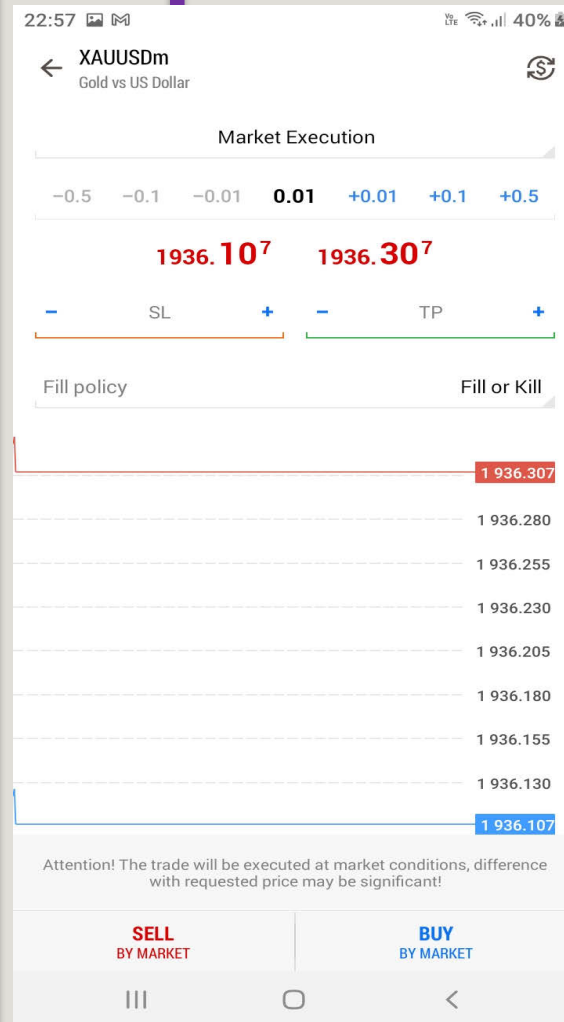 22:57 Vo LTE 40%
XAUUSDm
Gold vs US Dollar
Market Execution
−0.5 −0.1 −0.01 0.01 +0.01 +0.1 +0.5
1936.107 1936.307
− SL + − TP +
Fill policy Fill or Kill
1 936.307
1 936.280
1 936.255
1 936.230
1 936.205
1 936.180
1 936.155
1 936.130
1 936.107
Attention! The trade will be executed at market conditions, difference
with requested price may be significant!
SELL BUY
BY MARKET BY MARKET